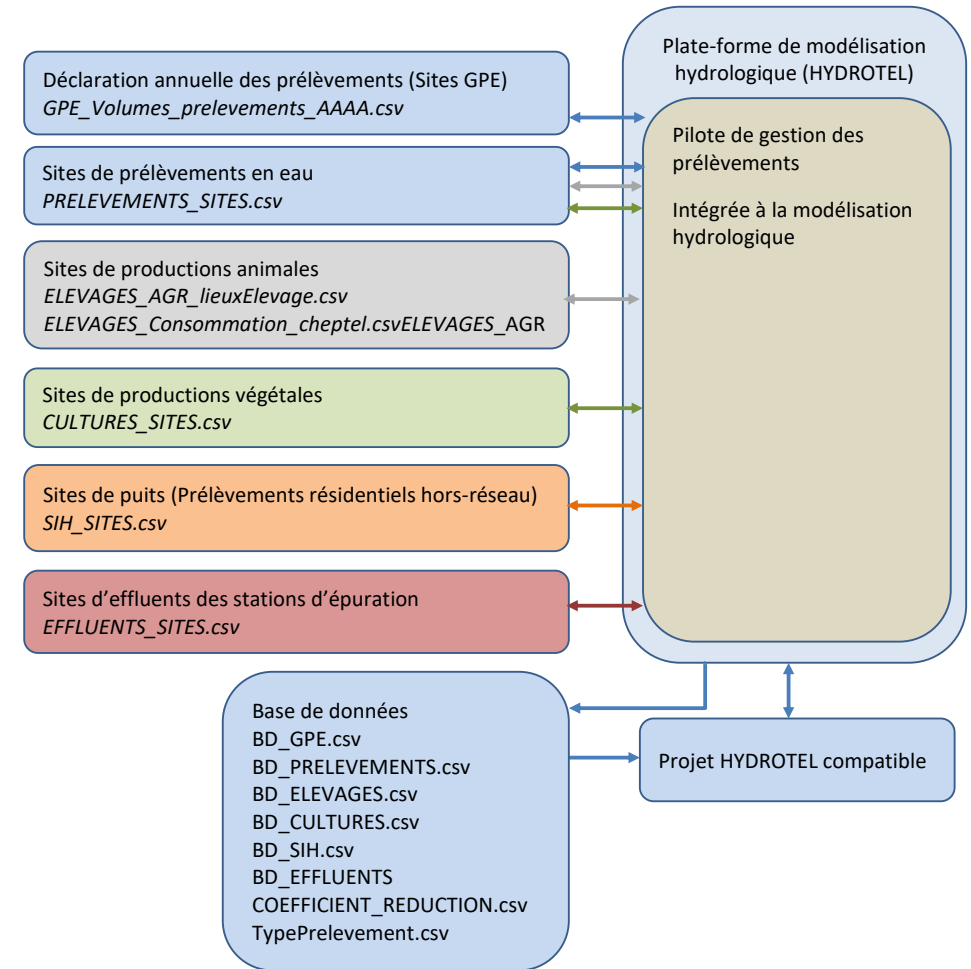 Plate-forme de modélisation
hydrologique (HYDROTEL)
Déclaration annuelle des prélèvements (Sites GPE)
GPE_Volumes_prelevements_AAAA.csv
Pilote de gestion des
prélèvements
Intégrée à la modélisation
hydrologique
Sites de prélèvements en eau
PRELEVEMENTS_SITES.csv
Sites de productions animales
ELEVAGES_AGR_lieuxElevage.csv
ELEVAGES_Consommation_cheptel.csvELEVAGES_AGR
Sites de productions végétales
CULTURES_SITES.csv
Sites de puits (Prélèvements résidentiels hors-réseau)
SIH_SITES.csv
Sites d'effluents des stations d'épuration
EFFLUENTS_SITES.csv
Base de données
BD_GPE.csv
BD_PRELEVEMENTS.csv
BD_ELEVAGES.csv
BD_CULTURES.csv
BD_SIH.csv
BD_EFFLUENTS
COEFFICIENT_REDUCTION.csv
TypePrelevement.csv
Projet HYDROTEL compatible